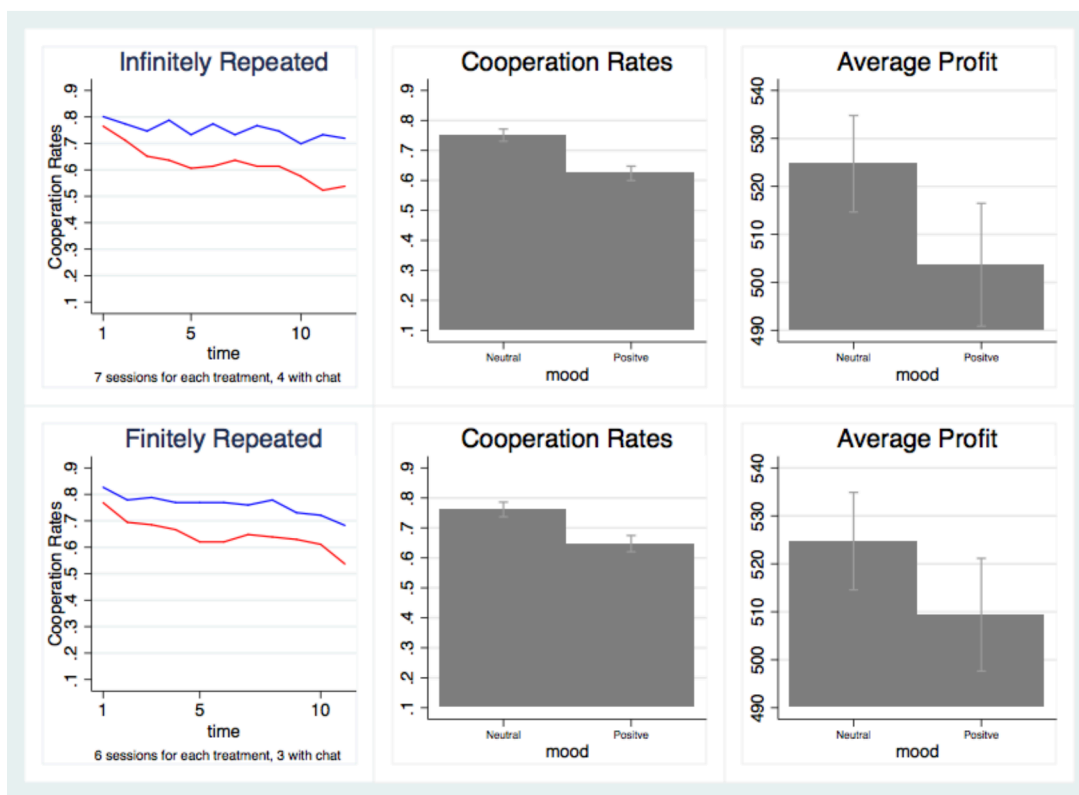 Infinitely Repeated
Cooperation Rates
.9
.8
.7
.6
.5
.4
.3
.2
.1
1 5 10
time
7 sessions for each treatment, 4 with chat
Cooperation Rates
.9
.8
.7
.6
.5
.4
.3
.2
.1
Neutral Positve
mood
Average Profit
540
530
520
510
500
490
Neutral Positve
mood
Finitely Repeated
Cooperation Rates
.9
.8
.7
.6
.5
.4
.3
.2
.1
1 5 10
time
6 sessions for each treatment, 3 with chat
Cooperation Rates
.9
.8
.7
.6
.5
.4
.3
.2
.1
Neutral Positve
mood
Average Profit
540
530
520
510
500
490
Neutral Positve
mood